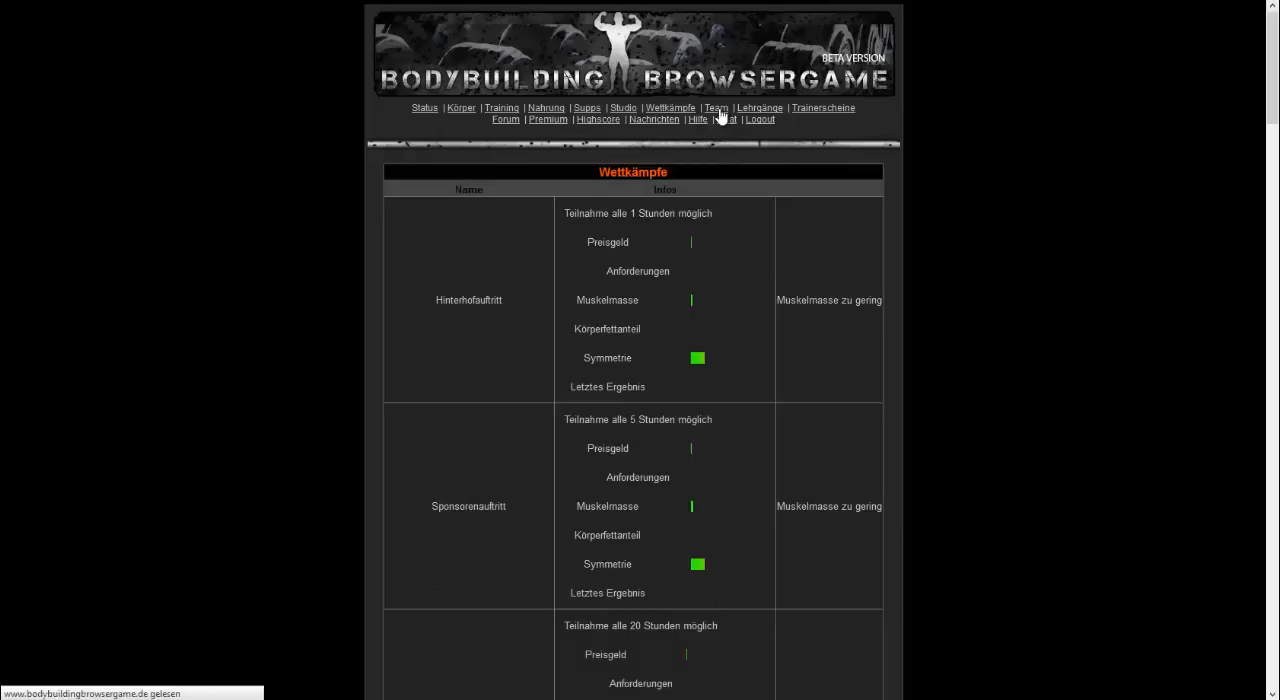 BETA VERSION
BODYBUILDING BROWSERGAME
Status | Körper | Training | Nahrung | Supps | Studio | Wettkämpfe | Team | Lehrgänge | Trainerscheine
Forum | Premium | Highscore | Nachrichten | Hilfe | | Logout
Wettkämpfe
Name Infos
Teilnahme alle 1 Stunden möglich
Preisgeld
Anforderungen
Hinterhofauftritt Muskelmasse Muskelmasse zu gering
Körperfettanteil
Symmetrie
Letztes Ergebnis
Teilnahme alle 5 Stunden möglich
Preisgeld
Anforderungen
Sponsorenauftritt Muskelmasse Muskelmasse zu gering
Körperfettanteil
Symmetrie
Letztes Ergebnis
Teilnahme alle 20 Stunden möglich
Preisgeld
Anforderungen
www.bodybuildingbrowsergame.de gelesen